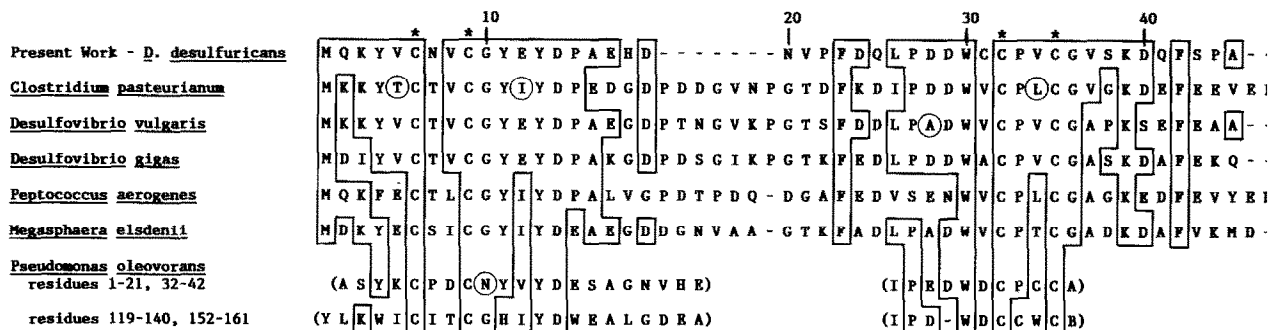 * * 10 20 30 * * 40
Present Work - D. desulfuricans M Q K Y V C N V C G Y E Y D P A E H D - - - - - - - N V P F D Q L P D D W C C P V C G V S K D Q F S P A - -
Clostridium pasteurianum M K K Y T C T V C G Y I Y D P E D G D P D D G V N P G T D F K D I P D D W V C P L C G V G K D E F E E V E E
Desulfovibrio vulgaris M K K Y V C T V C G Y E Y D P A E G D P T N G V K P G T S F D D L P A D W V C P V C G A P K S E F E A A - -
Desulfovibrio gigas M D I Y V C T V C G Y E Y D P A K G D P D S G I K P G T K F E D L P D D W A C P V C G A S K D A F E K Q - -
Peptococcus aerogenes M Q K F E C T L C G Y I Y D P A L V G P D T P D Q - D G A F E D V S E N W V C P L C G A G K E D F E V Y E
Megasphaera elsdenii M D K Y E C S I C G Y I Y D E A E G D D G N V A A - G T K F A D L P A D W V C P T C G A D K D A F V K M D -
Pseudomonas oleovorans
residues 1-21, 32-42 (A S Y K C P D C N Y V Y D E S A G N V H E) (I P E D W D C P C C A)
residues 119-140, 152-161 (Y L K W I C I T C G H I Y D W E A L G D E A) (I P D - W D C C W C B)